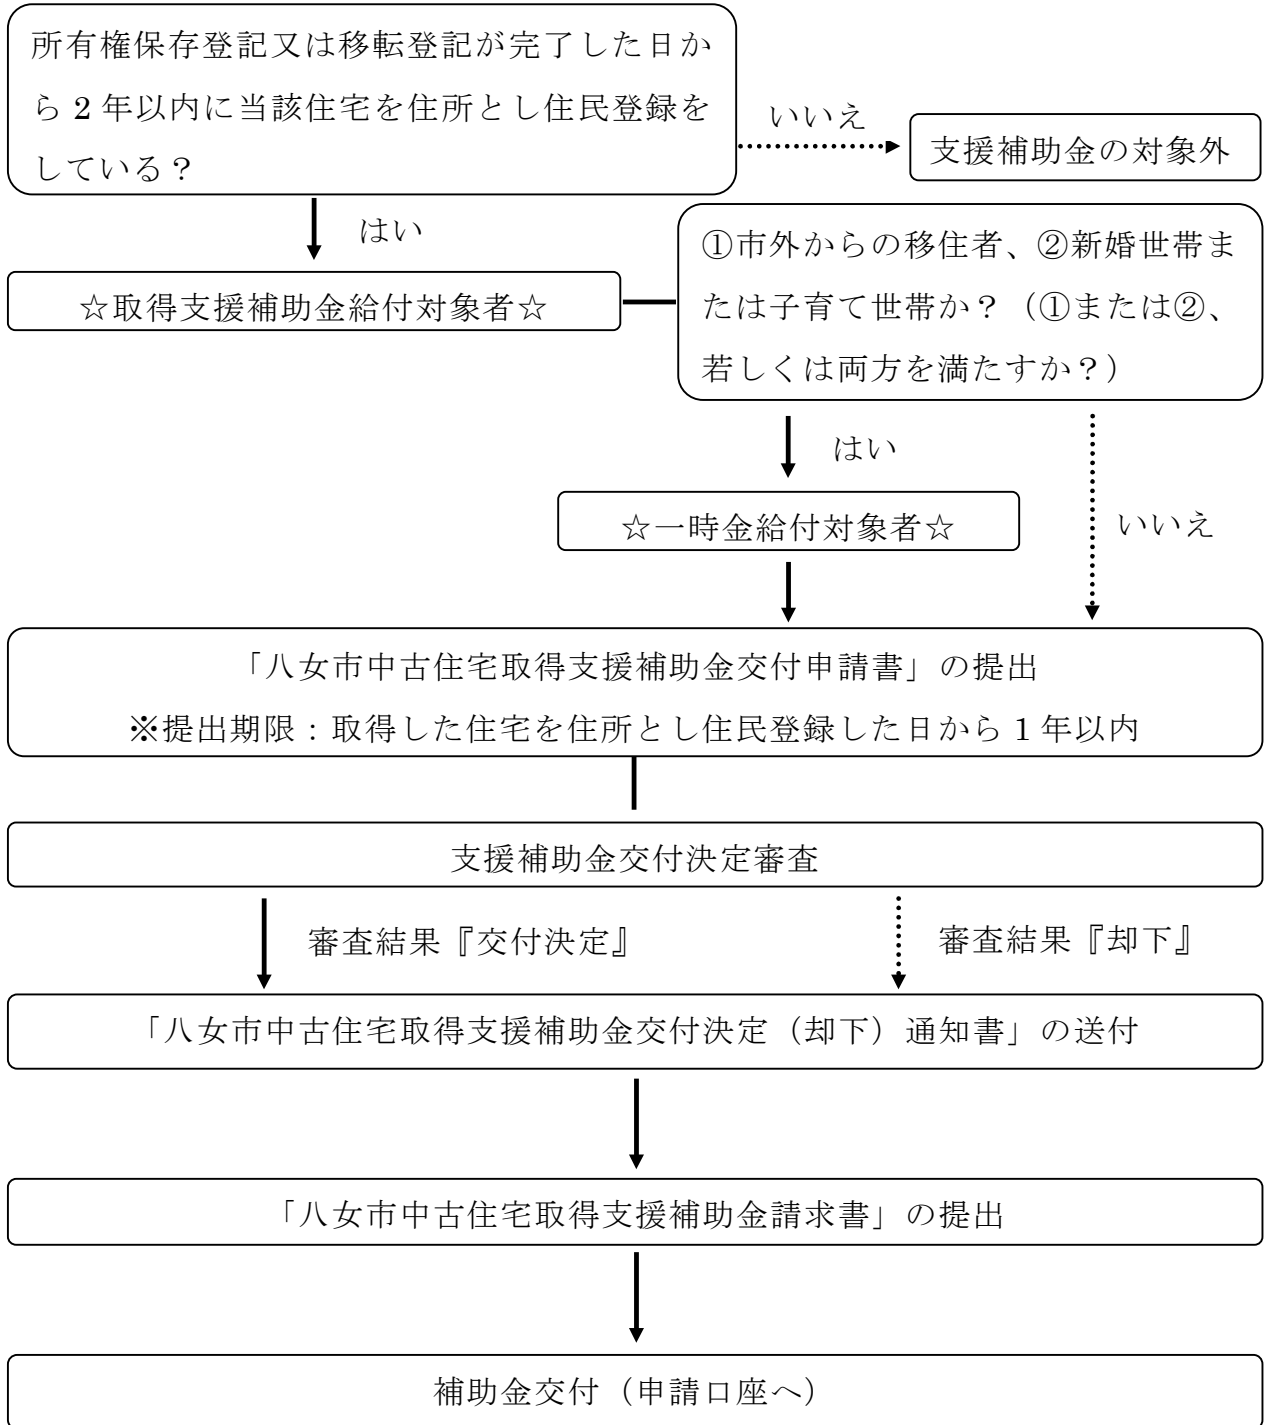 所有権保存登記又は移転登記が完了した日か
ら 2 年以内に当該住宅を住所とし住民登録を
している？
いいえ
支援補助金の対象外
はい
☆取得支援補助金給付対象者☆
①市外からの移住者、②新婚世帯ま
たは子育て世帯か？（①または②、
若しくは両方を満たすか？）
はい
☆一時金給付対象者☆
いいえ
「八女市中古住宅取得支援補助金交付申請書」の提出
※提出期限：取得した住宅を住所とし住民登録した日から 1 年以内
支援補助金交付決定審査
審査結果『交付決定』
審査結果『却下』
「八女市中古住宅取得支援補助金交付決定（却下）通知書」の送付
「八女市中古住宅取得支援補助金請求書」の提出
補助金交付（申請口座へ）